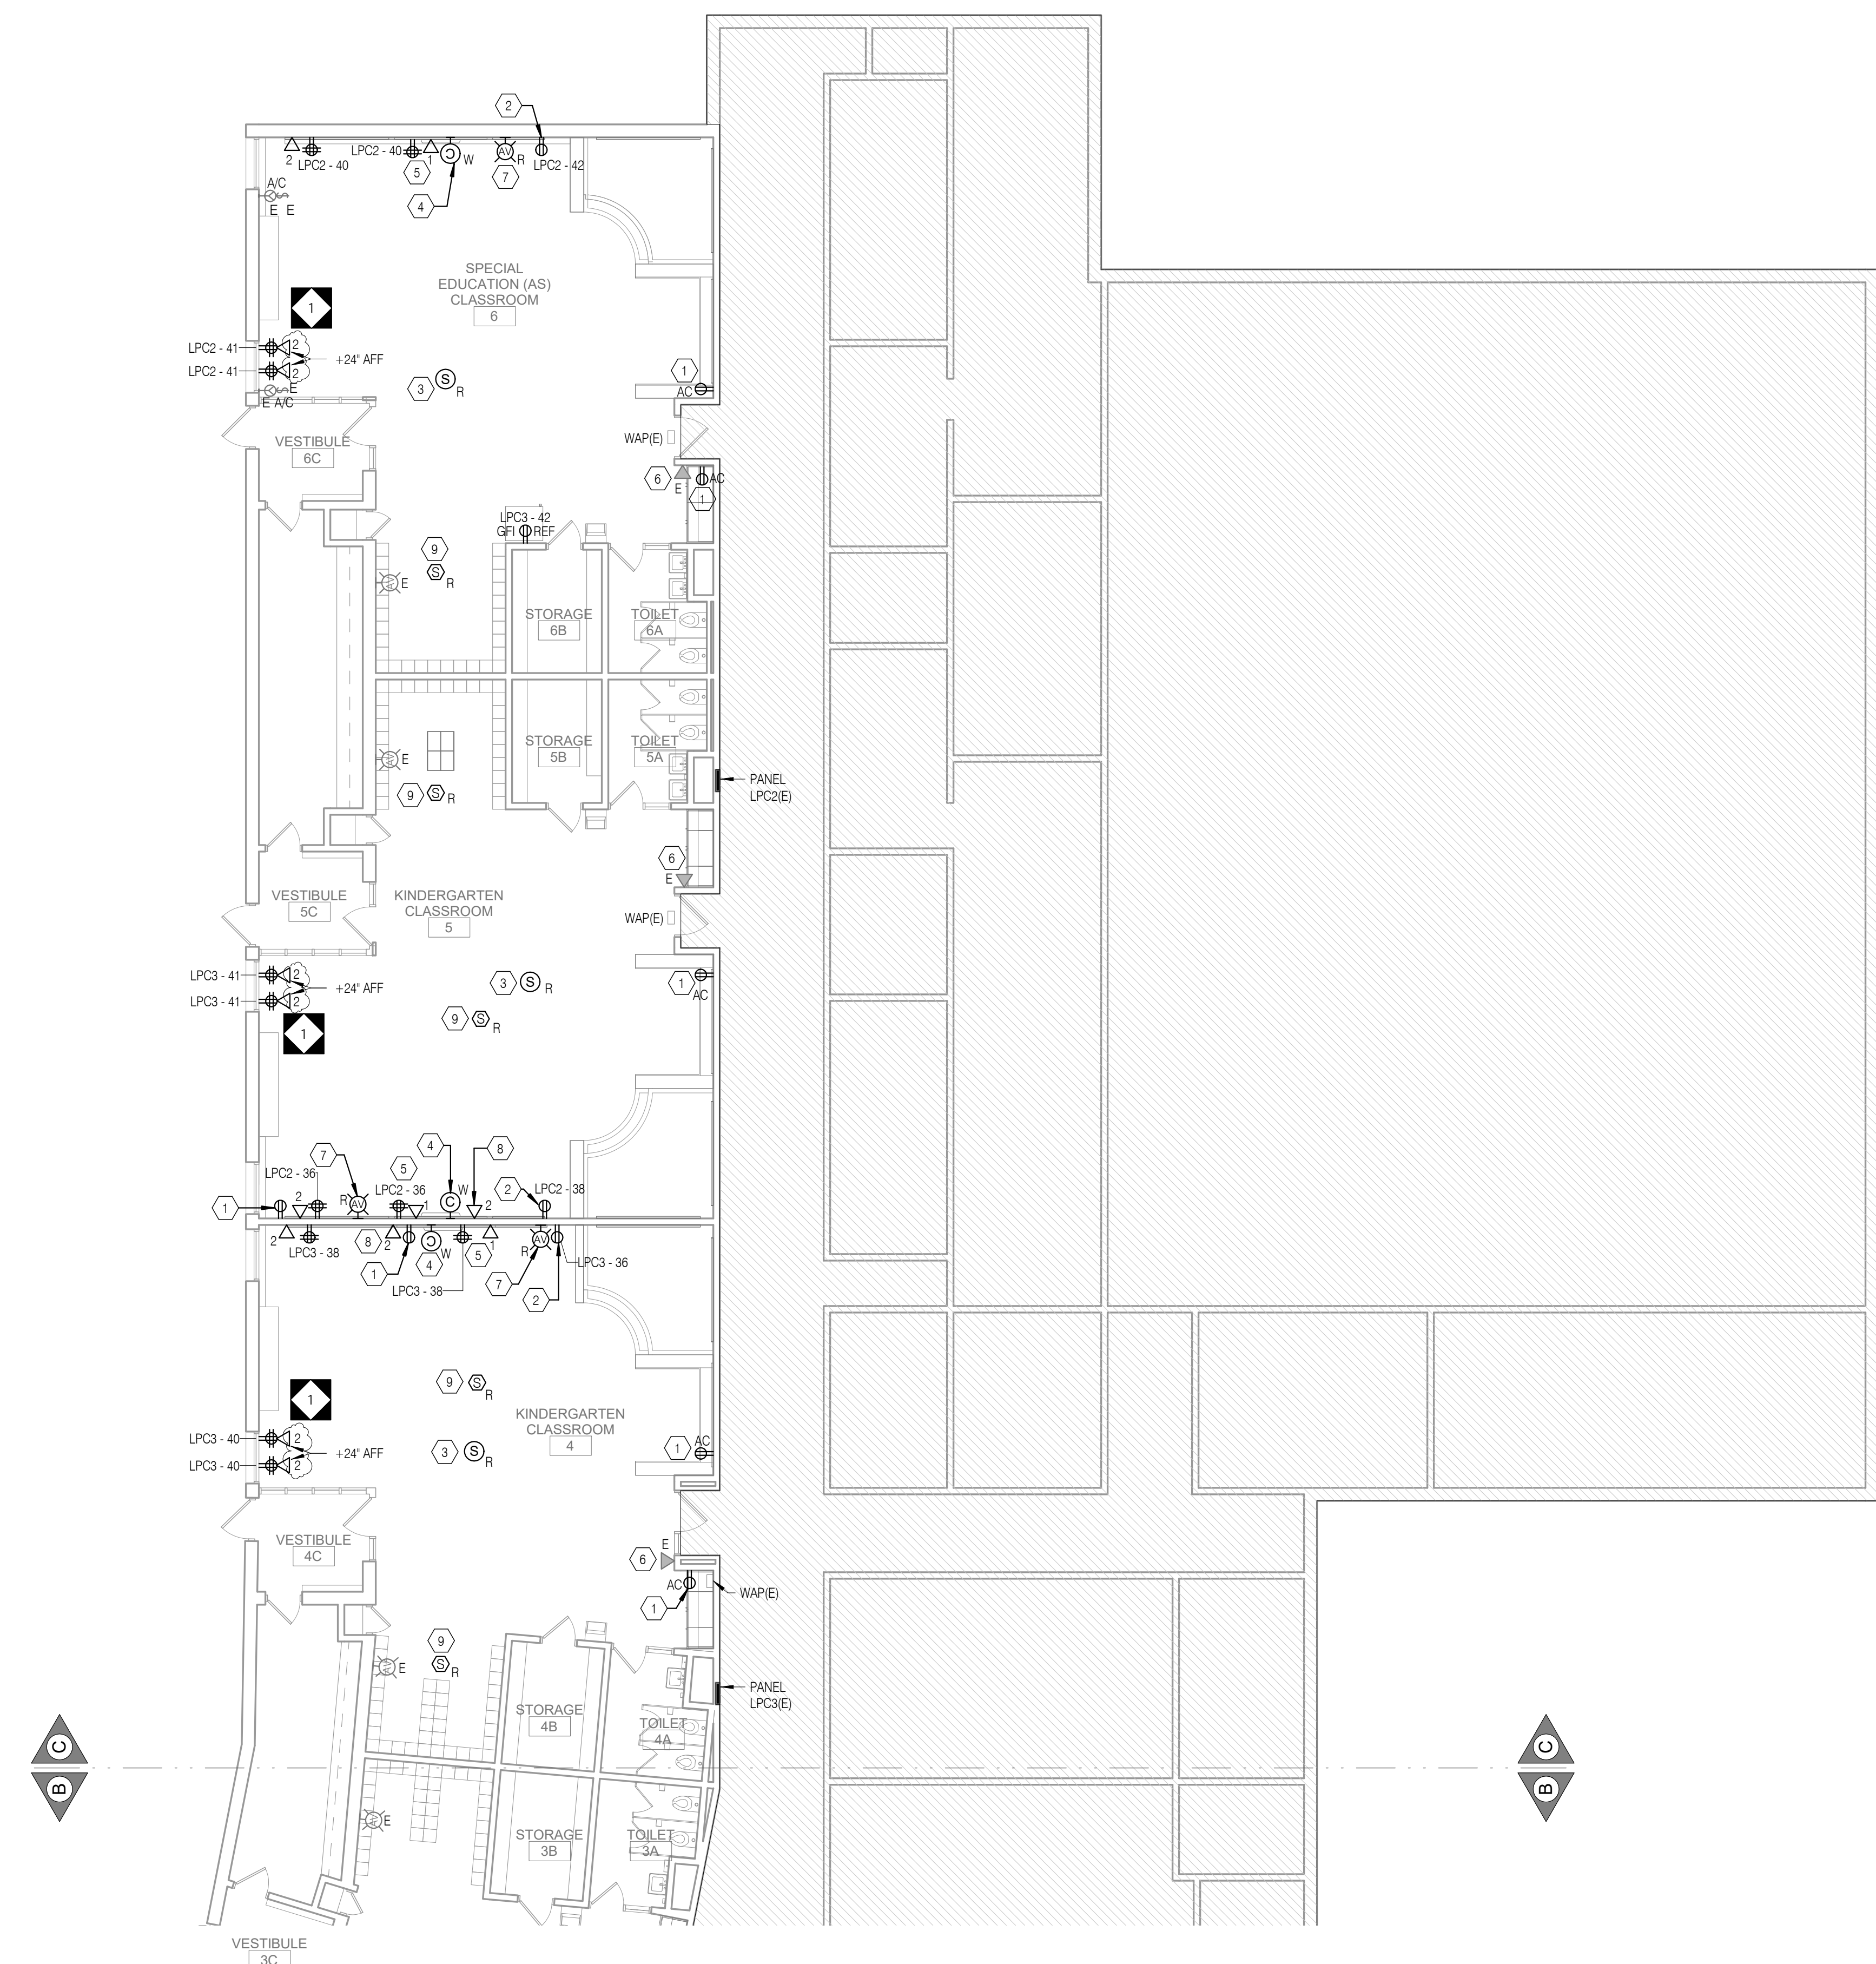 2
2
LPC2 - 40
LPC2 - 40
5
1
C
W
4
AV
R
7
LPC2 - 42
A/C
E E
SPECIAL
EDUCATION (AS)
CLASSROOM
6
1
LPC2 - 41
2
+24" AFF
LPC2 - 41
2
E
E A/C
3
S
R
1
AC
VESTIBULE
6C
WAP(E)
6
E
AC
1
LPC3 - 42
GFI REF
9
S
R
AV
E
STORAGE
6B
TOILET
6A
STORAGE
5B
TOILET
5A
AV
E
9
S
R
PANEL
LPC2(E)
6
E
VESTIBULE
5C
KINDERGARTEN
CLASSROOM
5
WAP(E)
LPC3 - 41
2
+24" AFF
LPC3 - 41
2
1
3
S
R
1
AC
9
S
R
7
4
8
LPC2 - 36
5
LPC2 - 36
2
LPC2 - 38
1
2
R
AV
1
C
W
2
2
LPC3 - 38
8
2
1
C
W
4
5
1
LPC3 - 38
R
AV
7
LPC3 - 36
2
9
S
R
1
KINDERGARTEN
CLASSROOM
4
LPC3 - 40
2
+24" AFF
LPC3 - 40
2
3
S
R
1
AC
VESTIBULE
4C
E
6
AC
1
WAP(E)
9
S
R
AV
E
PANEL
LPC3(E)
STORAGE
4B
TOILET
4A
C
B
C
B
AV
E
STORAGE
3B
TOILET
3A
VESTIBULE
3C